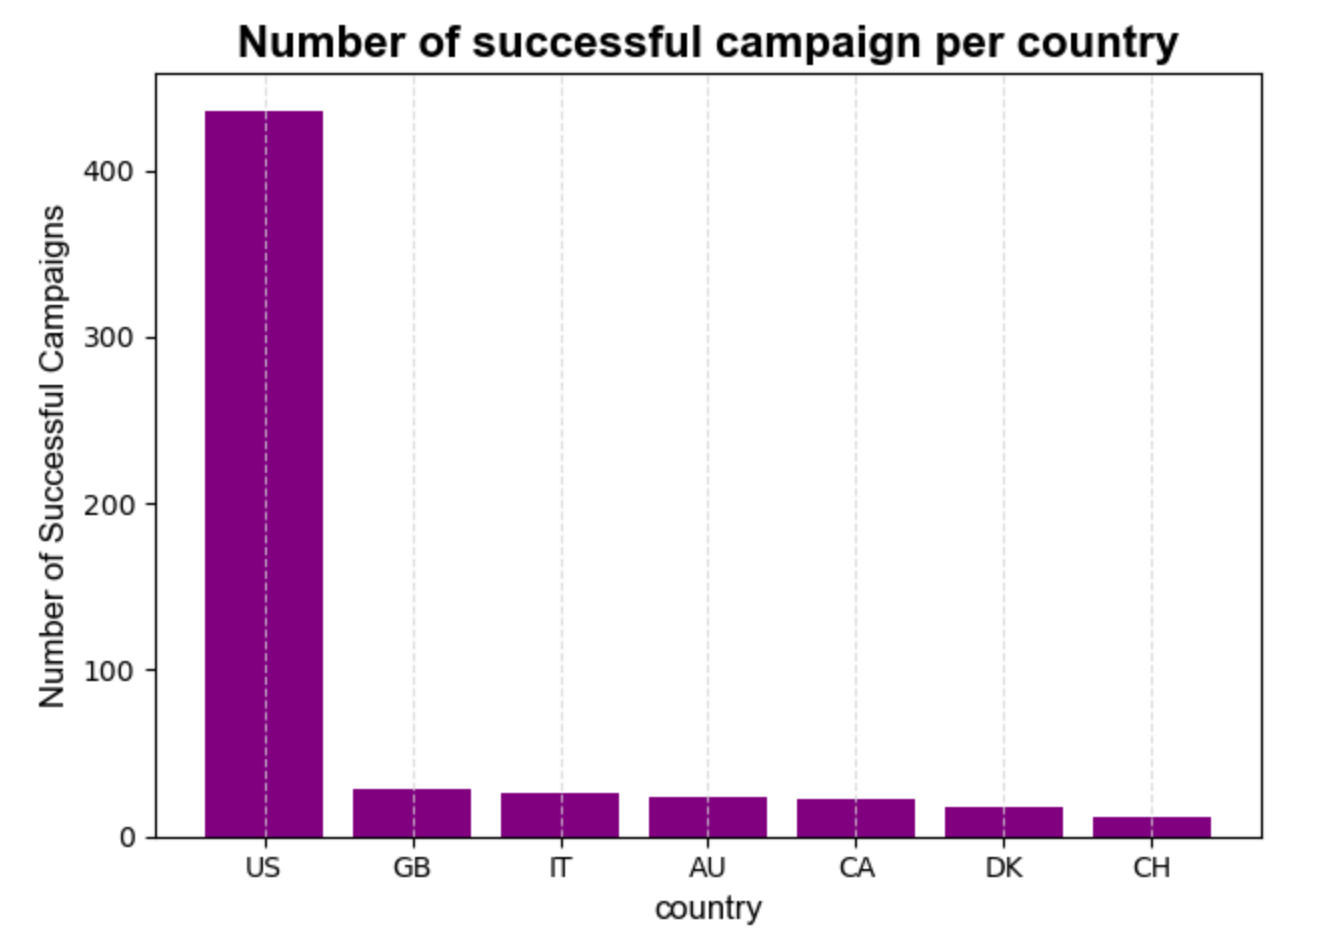 Number of successful campaign per country
Number of Successful Campaigns
400
300
200
100
0
US GB IT AU CA DK CH
country